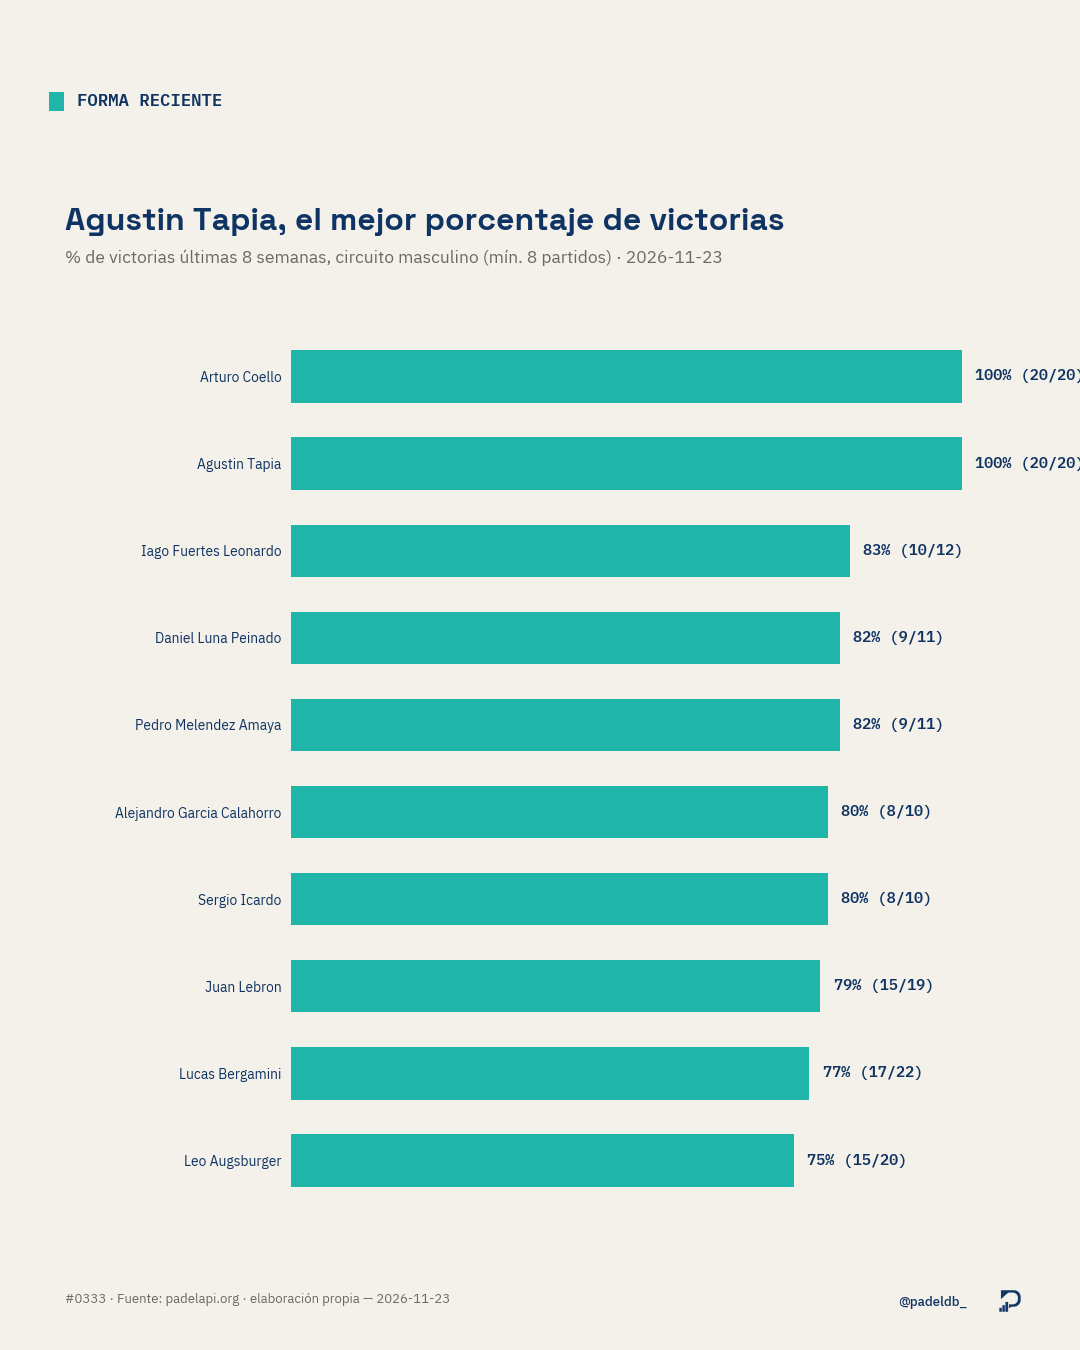 FORMA RECIENTE
Agustin Tapia, el mejor porcentaje de victorias
% de victorias últimas 8 semanas, circuito masculino (mín. 8 partidos) · 2026-11-23
Arturo Coello 100% (20/20)
Agustin Tapia 100% (20/20)
Iago Fuertes Leonardo 83% (10/12)
Daniel Luna Peinado 82% (9/11)
Pedro Melendez Amaya 82% (9/11)
Alejandro Garcia Calahorro 80% (8/10)
Sergio Icardo 80% (8/10)
Juan Lebron 79% (15/19)
Lucas Bergamini 77% (17/22)
Leo Augsburger 75% (15/20)
#0333 · Fuente: padelapi.org · elaboración propia — 2026-11-23
@padeldb_